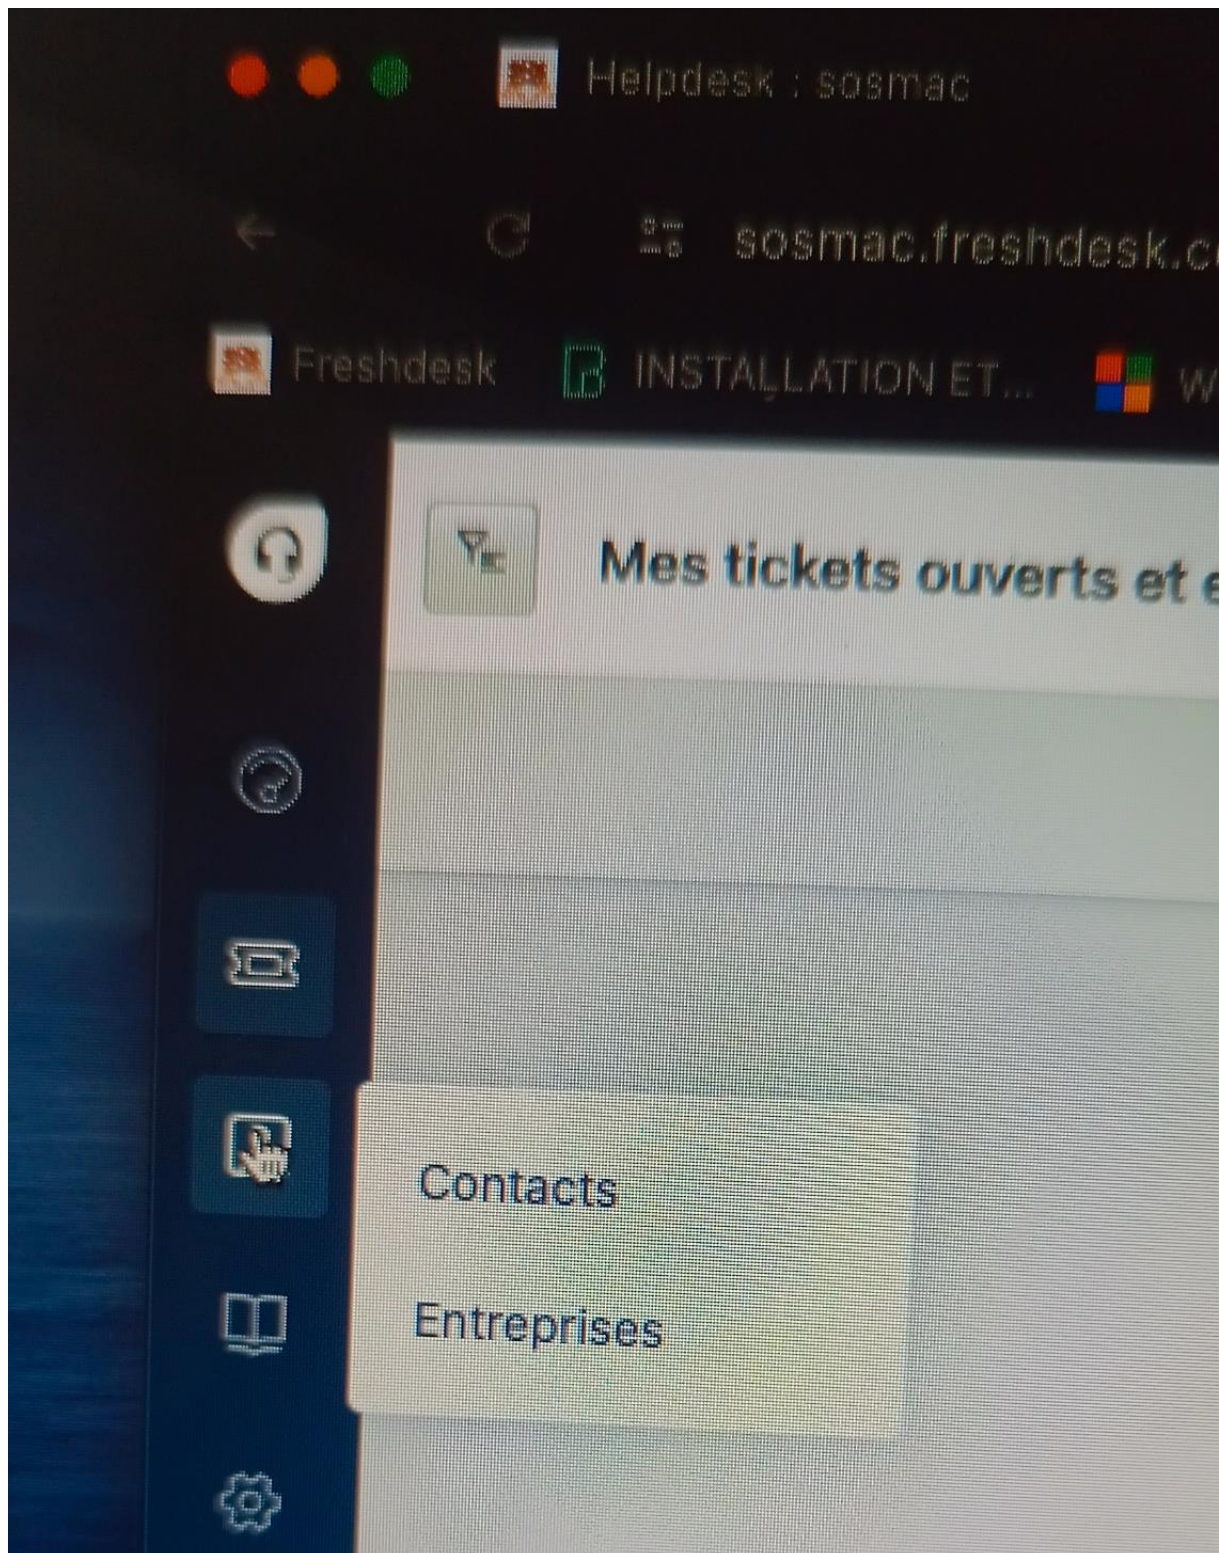 Helpdesk : sosmac
sosmac.freshdesk.c
Freshdesk INSTALLATION ET... W
Mes tickets ouverts et e
Contacts
Entreprises